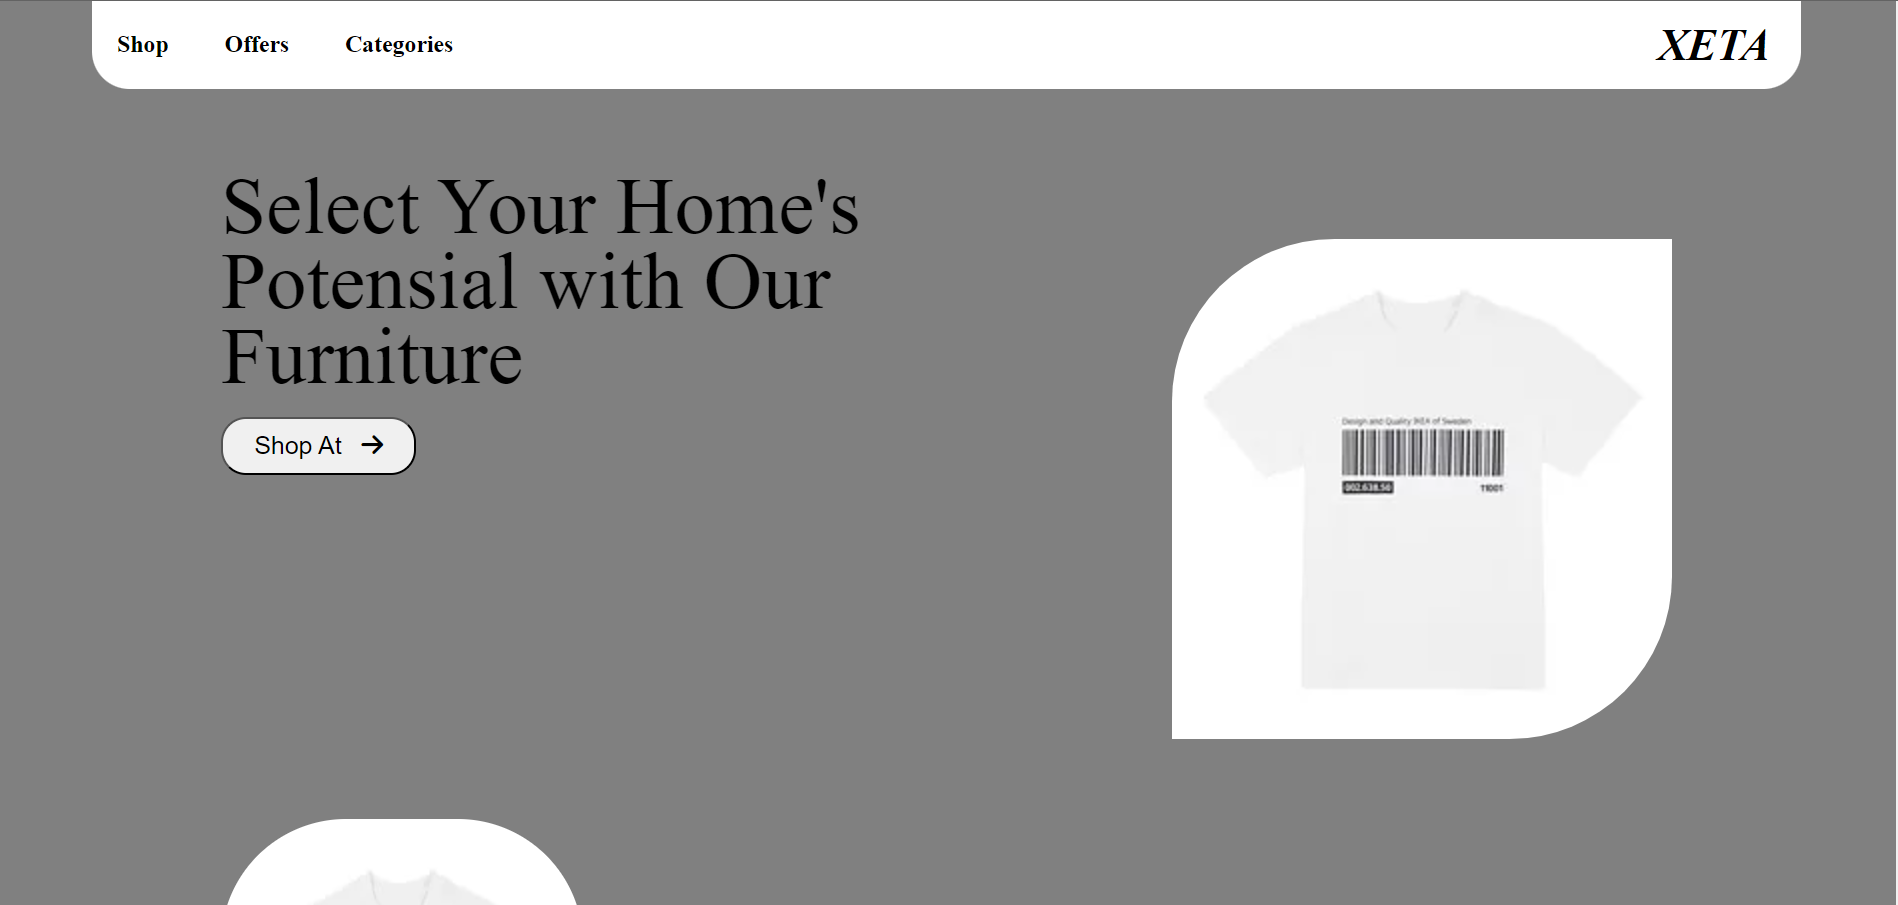 Shop
Offers
Categories
XETA
Select Your Home's
Potensial with Our
Furniture
Shop At
Design and Quality IKEA of Sweden
002.638.50
11001